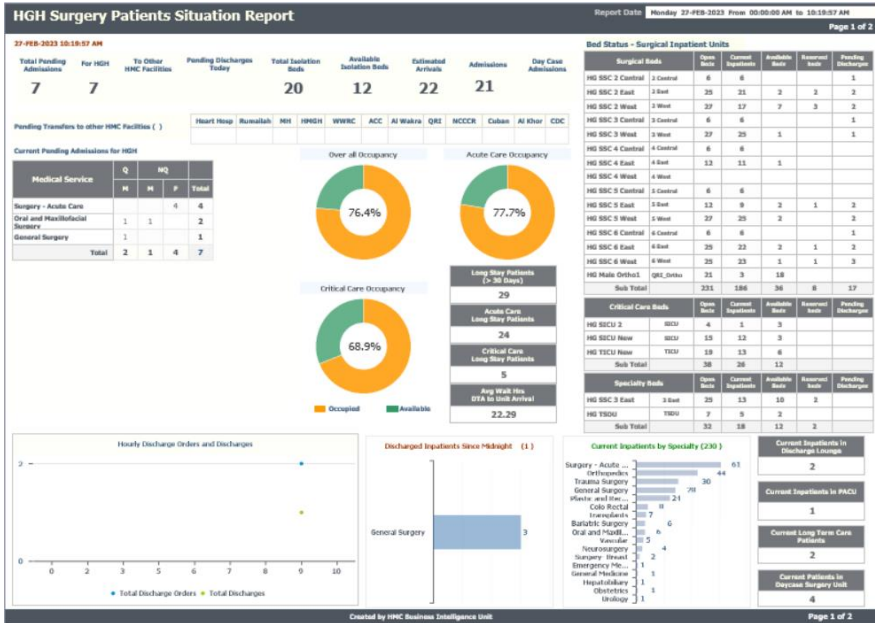 HGH Surgery Patients Situation Report
Report Date Monday 27-FEB-2023 From 00:00:00 AM to 10:19:57 AM
Page 1 of 2
27-FEB-2023 10:19:57 AM
Total Pending Admissions 7
For HGH 7
To Other HMC Facilities
Pending Discharges Today
Total Isolation Beds 20
Available Isolation Beds 12
Estimated Arrivals 22
Admissions 21
Day Case Admissions
Pending Transfers to other HMC Facilities ( )
Heart Hosp Rumailah MH HMGH WWRC ACC Al Wakra QRI NCCCR Cuban Al Khor CDC
Current Pending Admissions for HGH
Medical Service Q NQ
M M F Total
Surgery - Acute Care 4 4
Oral and Maxillofacial Surgery 1 1 2
General Surgery 1 1
Total 2 1 4 7
Over all Occupancy
76.4%
Acute Care Occupancy
77.7%
Critical Care Occupancy
68.9%
Occupied Available
Long Stay Patients (> 30 Days)
29
Acute Care Long Stay Patients
24
Critical Care Long Stay Patients
5
Avg Wait Hrs DTA to Unit Arrival
22.29
Bed Status - Surgical Inpatient Units
Surgical Beds Open Beds Current Inpatients Available Beds Reserved beds Pending Discharges
HG SSC 2 Central 2 Central 6 6 1
HG SSC 2 East 2 East 25 21 2 2 2
HG SSC 2 West 2 West 27 17 7 3 2
HG SSC 3 Central 3 Central 6 6 1
HG SSC 3 West 3 West 27 25 1 1
HG SSC 4 Central 4 Central 6 6
HG SSC 4 East 4 East 12 11 1
HG SSC 4 West 4 West
HG SSC 5 Central 5 Central 6 6
HG SSC 5 East 5 East 12 9 2 1 2
HG SSC 5 West 5 West 27 25 2 2
HG SSC 6 Central 6 Central 6 6 1
HG SSC 6 East 6 East 25 22 2 1 2
HG SSC 6 West 6 West 25 23 1 1 3
HG Male Ortho1 QRI_Ortho 21 3 18
Sub Total 231 186 36 8 17
Critical Care Beds Open Beds Current Inpatients Available Beds Reserved beds Pending Discharges
HG SICU 2 SICU 4 1 3
HG SICU New SICU 15 12 3
HG TICU New TICU 19 13 6
Sub Total 38 26 12
Specialty Beds Open Beds Current Inpatients Available Beds Reserved beds Pending Discharges
HG SSC 3 East 3 East 25 13 10 2
HG TSDU TSDU 7 5 2
Sub Total 32 18 12 2
Hourly Discharge Orders and Discharges
2
0
0 2 3 5 6 7 9 10
Total Discharge Orders Total Discharges
Discharged Inpatients Since Midnight (1 )
General Surgery 3
Current Inpatients by Specialty (230 )
Surgery - Acute ... 61
Orthopedics 44
Trauma Surgery 30
General Surgery 28
Plastic and Rec... 24
Colo Rectal 8
transplants 7
Bariatric Surgery 6
Oral and Maxill... 6
Vascular 5
Neurosurgery 4
Surgery- Breast 2
Emergency Me... 1
General Medicine 1
Hepatobiliary 1
Obstetrics 1
Urology 1
Current Inpatients in Discharge Lounge
2
Current Inpatients in PACU
1
Current Long Term Care Patients
2
Current Patients in Daycase Surgery Unit
4
Created by HMC Business Intelligence Unit
Page 1 of 2